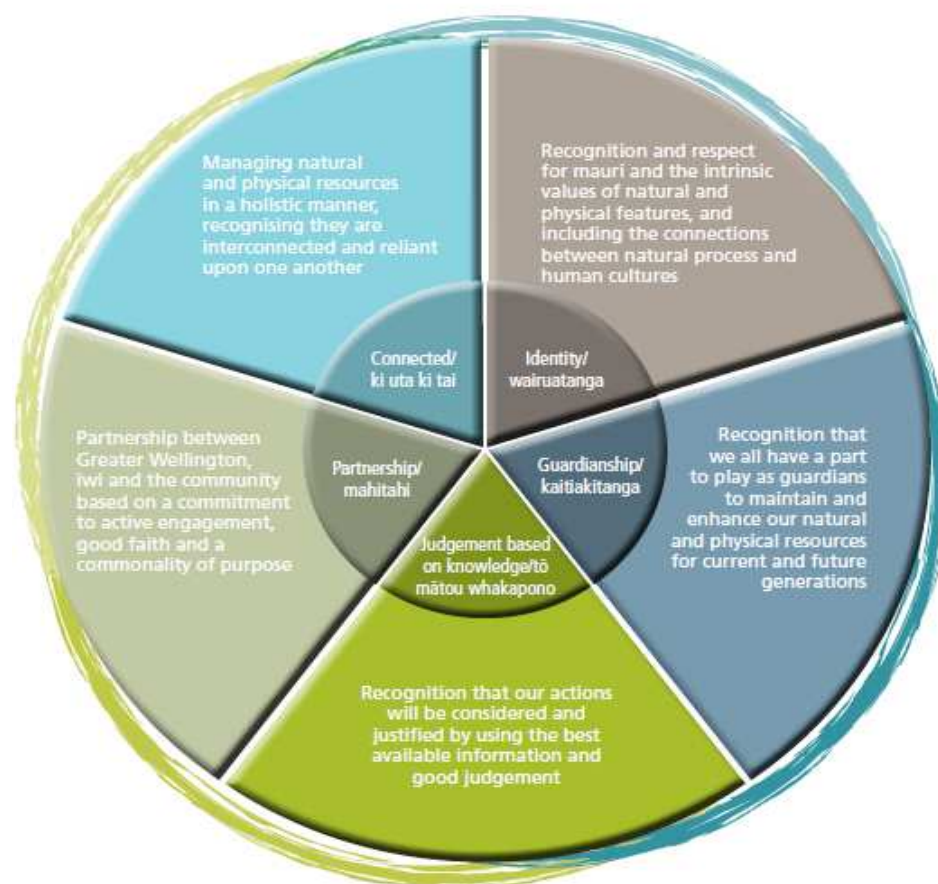 Managing natural
and physical resources
in a holistic manner,
recognising they are
interconnected and reliant
upon one another
Connected/
ki uta ki tai
Recognition and respect
for mauri and the intrinsic
values of natural and
physical features, and
including the connections
between natural process and
human cultures
Identity/
wairuatanga
Recognition that
we all have a part
to play as guardians
to maintain and
enhance our natural
and physical resources
for current and future
generations
Guardianship/
kaitiakitanga
Judgement based
on knowledge/tō
mātou whakapono
Recognition that our actions
will be considered and
justified by using the best
available information and
good judgement
Partnership/
mahitahi
Partnership between
Greater Wellington,
iwi and the community
based on a commitment
to active engagement,
good faith and a
commonality of purpose